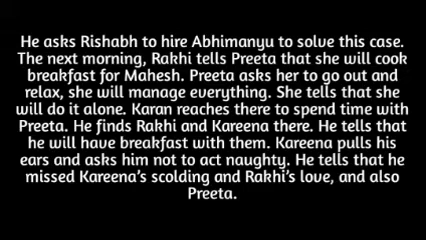 He asks Rishabh to hire Abhimanyu to solve this case.
The next morning, Rakhi tells Preeta that she will cook
breakfast for Mahesh. Preeta asks her to go out and
relax, she will manage everything. She tells that she
will do it alone. Karan reaches there to spend time with
Preeta. He finds Rakhi and Kareena there. He tells that
he will have breakfast with them. Kareena pulls his
ears and asks him not to act naughty. He tells that he
missed Kareena’s scolding and Rakhi’s love, and also
Preeta.